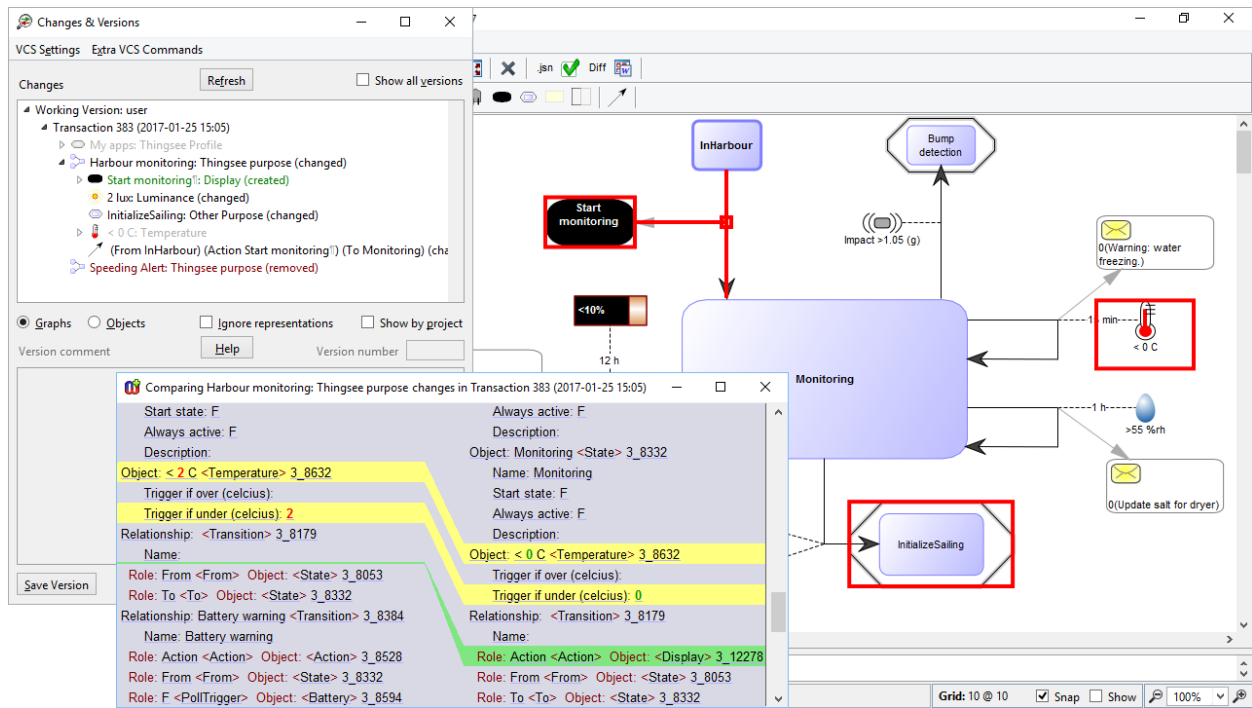 Changes & Versions
VCS Settings Extra VCS Commands
Changes
Refresh
Show all versions
Working Version: user
Transaction 383 (2017-01-25 15:05)
My apps: Thingsee Profile
Harbour monitoring: Thingsee purpose (changed)
Start monitoring¶: Display (created)
2 lux: Luminance (changed)
InitializeSailing: Other Purpose (changed)
< 0 C: Temperature
(From InHarbour) (Action Start monitoring¶) (To Monitoring) (cha
Speeding Alert: Thingsee purpose (removed)
Graphs Objects Ignore representations Show by project
Version comment
Help
Version number
Save Version
.jsn Diff
InHarbour
Bump
detection
Start
monitoring
Impact >1.05 (g)
0(Warning: water
freezing.)
<10%
min
< 0 C
12 h
Monitoring
1 h
>55 %rh
0(Update salt for dryer)
InitializeSailing
Comparing Harbour monitoring: Thingsee purpose changes in Transaction 383 (2017-01-25 15:05)
Start state: F
Always active: F
Description:
Object: < 2 C <Temperature> 3_8632
Trigger if over (celcius):
Trigger if under (celcius): 2
Relationship: <Transition> 3_8179
Name:
Role: From <From> Object: <State> 3_8053
Role: To <To> Object: <State> 3_8332
Relationship: Battery warning <Transition> 3_8384
Name: Battery warning
Role: Action <Action> Object: <Action> 3_8528
Role: From <From> Object: <State> 3_8332
Role: F <PollTrigger> Object: <Battery> 3_8594
Always active: F
Description:
Object: Monitoring <State> 3_8332
Name: Monitoring
Start state: F
Always active: F
Description:
Object: < 0 C <Temperature> 3_8632
Trigger if over (celcius):
Trigger if under (celcius): 0
Relationship: <Transition> 3_8179
Name:
Role: Action <Action> Object: <Display> 3_12278
Role: From <From> Object: <State> 3_8053
Role: To <To> Object: <State> 3_8332
Grid: 10 @ 10
Snap
Show
100%